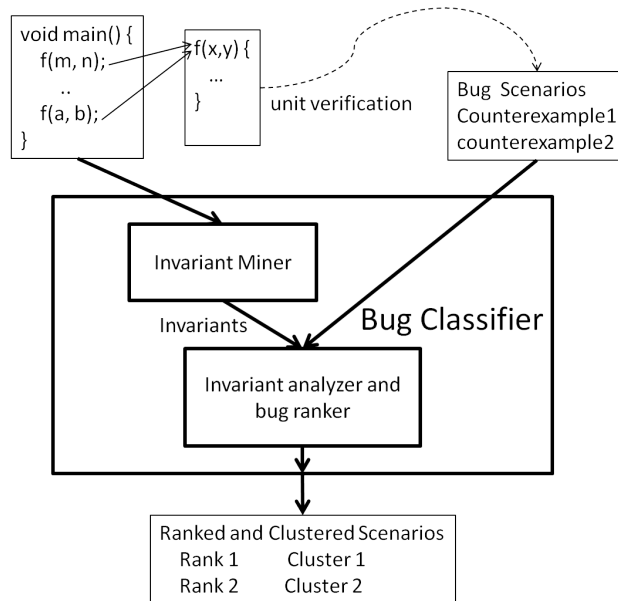 void main() {
f(m, n);
..
f(a, b);
}
f(x,y) {
...
}
unit verification
Bug Scenarios
Counterexample1
counterexample2
Invariant Miner
Invariants
Bug Classifier
Invariant analyzer and
bug ranker
Ranked and Clustered Scenarios
Rank 1 Cluster 1
Rank 2 Cluster 2